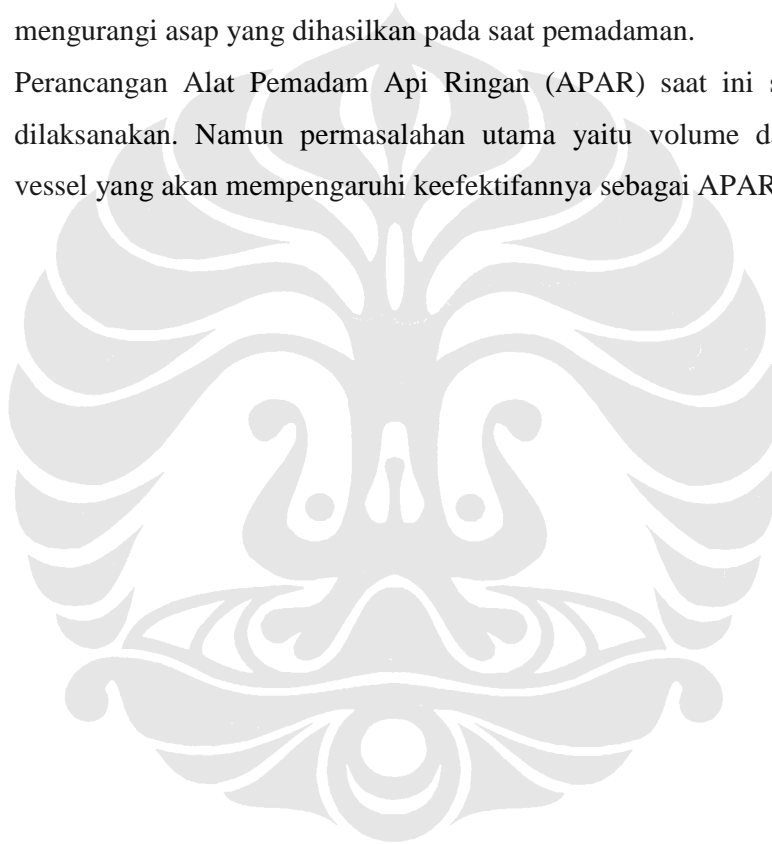 mengurangi asap yang dihasilkan pada saat pemadaman.
Perancangan Alat Pemadam Api Ringan (APAR) saat ini
dilaksanakan. Namun permasalahan utama yaitu volume
vessel yang akan mempengaruhi keefektifannya sebagai APAR